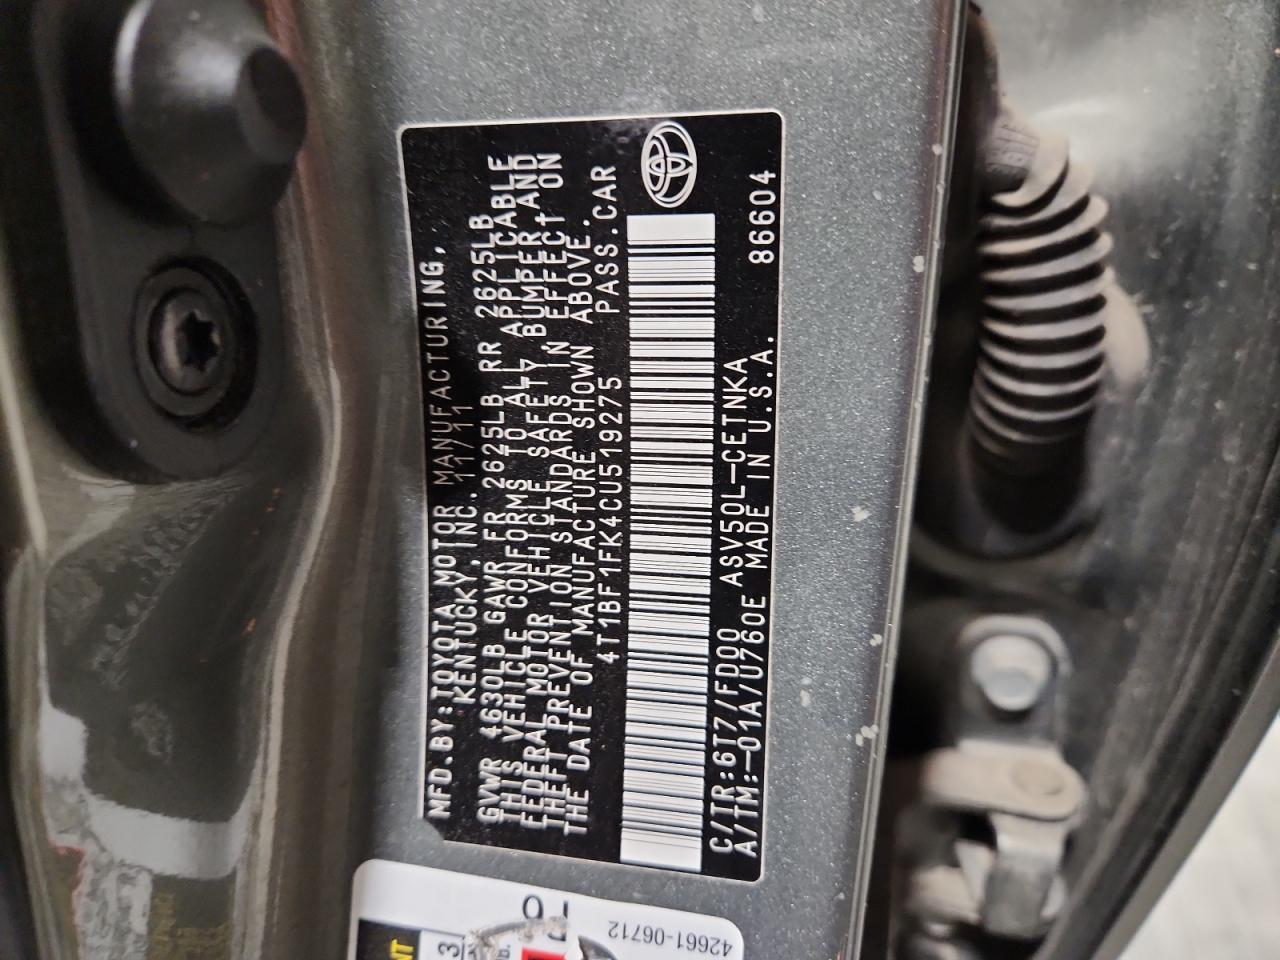 MFD.BY:TOYOTA MOTOR MANUFACTURING,
KENTUCKY,INC. 11/11
GVWR 4630LB GAWR FR 2625LB RR 2625LB
THIS VEHICLE CONFORMS TO ALL APPLICABLE
FEDERAL MOTOR VEHICLE SAFETY, BUMPER, AND
THEFT PREVENTION STANDARDS IN EFFECT ON
THE DATE OF MANUFACTURE SHOWN ABOVE.
4T1BF1FK4CU519275 PASS.CAR
C/TR:6T7/FD00 ASV50L-CETNKA 86604
A/TM:-01A/U760E MADE IN U.S.A.
42661-06712